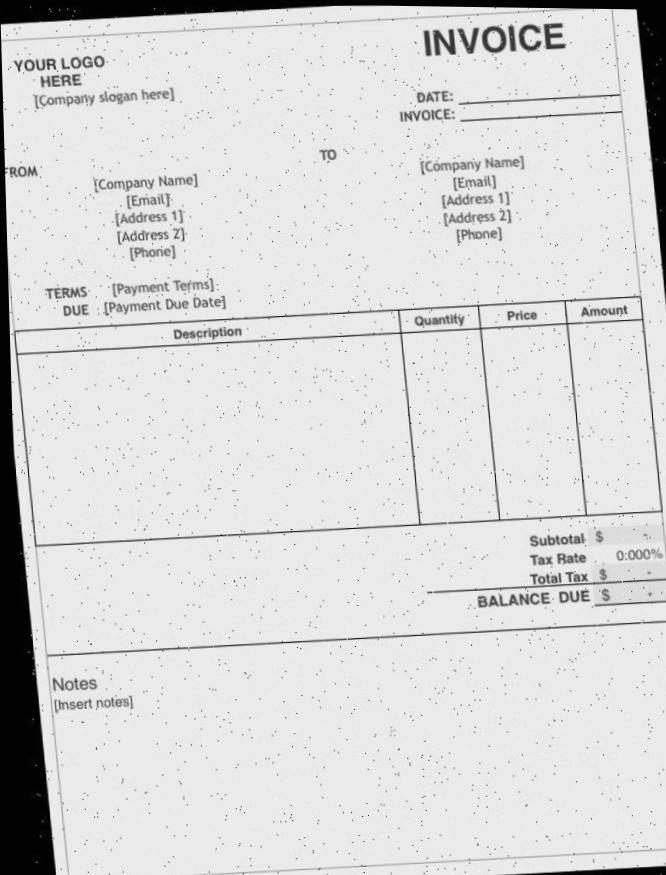 INVOICE
YOUR LOGO
HERE
[Company slogan here]
DATE:
INVOICE:
FROM
TO
[Company Name]
[Email]
[Address 1]
[Address 2]
[Phone]
[Company Name]
[Email]
[Address 1]
[Address 2]
[Phone]
TERMS [Payment Terms]
DUE [Payment Due Date]
Description Quantity Price Amount
Subtotal $ -
Tax Rate 0.000%
Total Tax $ -
BALANCE DUE $ -
Notes
[Insert notes]